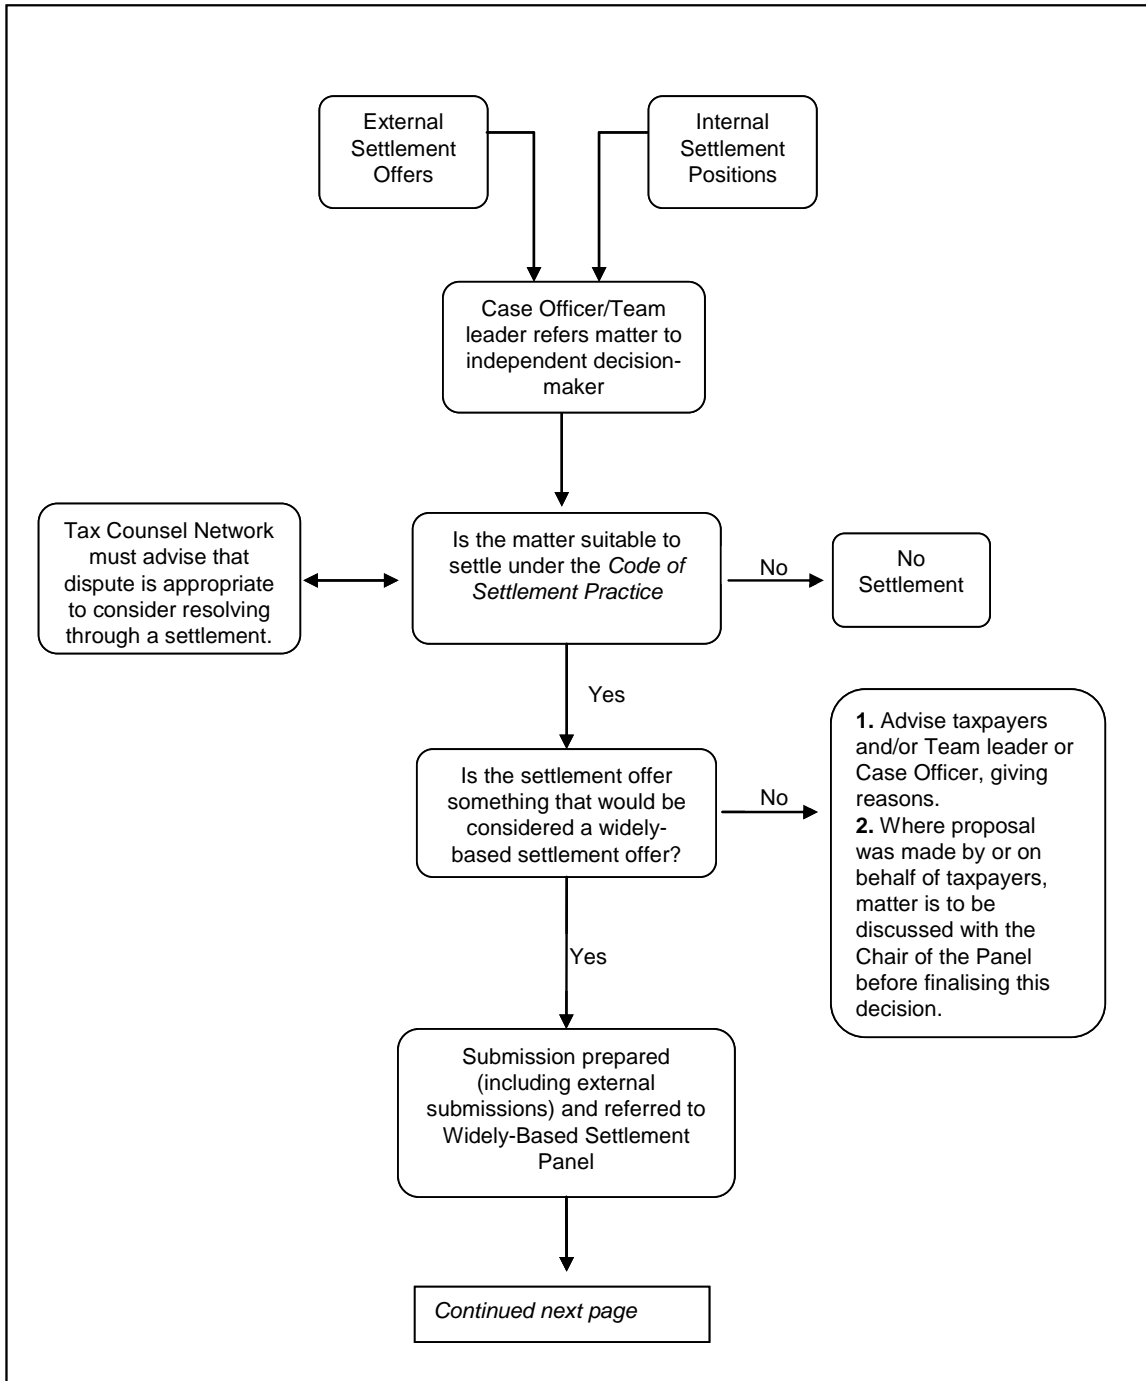 External
Settlement
Offers
Internal
Settlement
Positions
Case Officer/Team
leader refers matter to
independent decision-
maker
Tax Counsel Network
must advise that
dispute is appropriate
to consider resolving
through a settlement.
Is the matter suitable to
settle under the Code of
Settlement Practice
No
No
Settlement
Yes
Is the settlement offer
something that would be
considered a widely-
based settlement offer?
No
1. Advise taxpayers
and/or Team leader or
Case Officer, giving
reasons.
2. Where proposal
was made by or on
behalf of taxpayers,
matter is to be
discussed with the
Chair of the Panel
before finalising this
decision.
Yes
Submission prepared
(including external
submissions) and referred to
Widely-Based Settlement
Panel
Continued next page